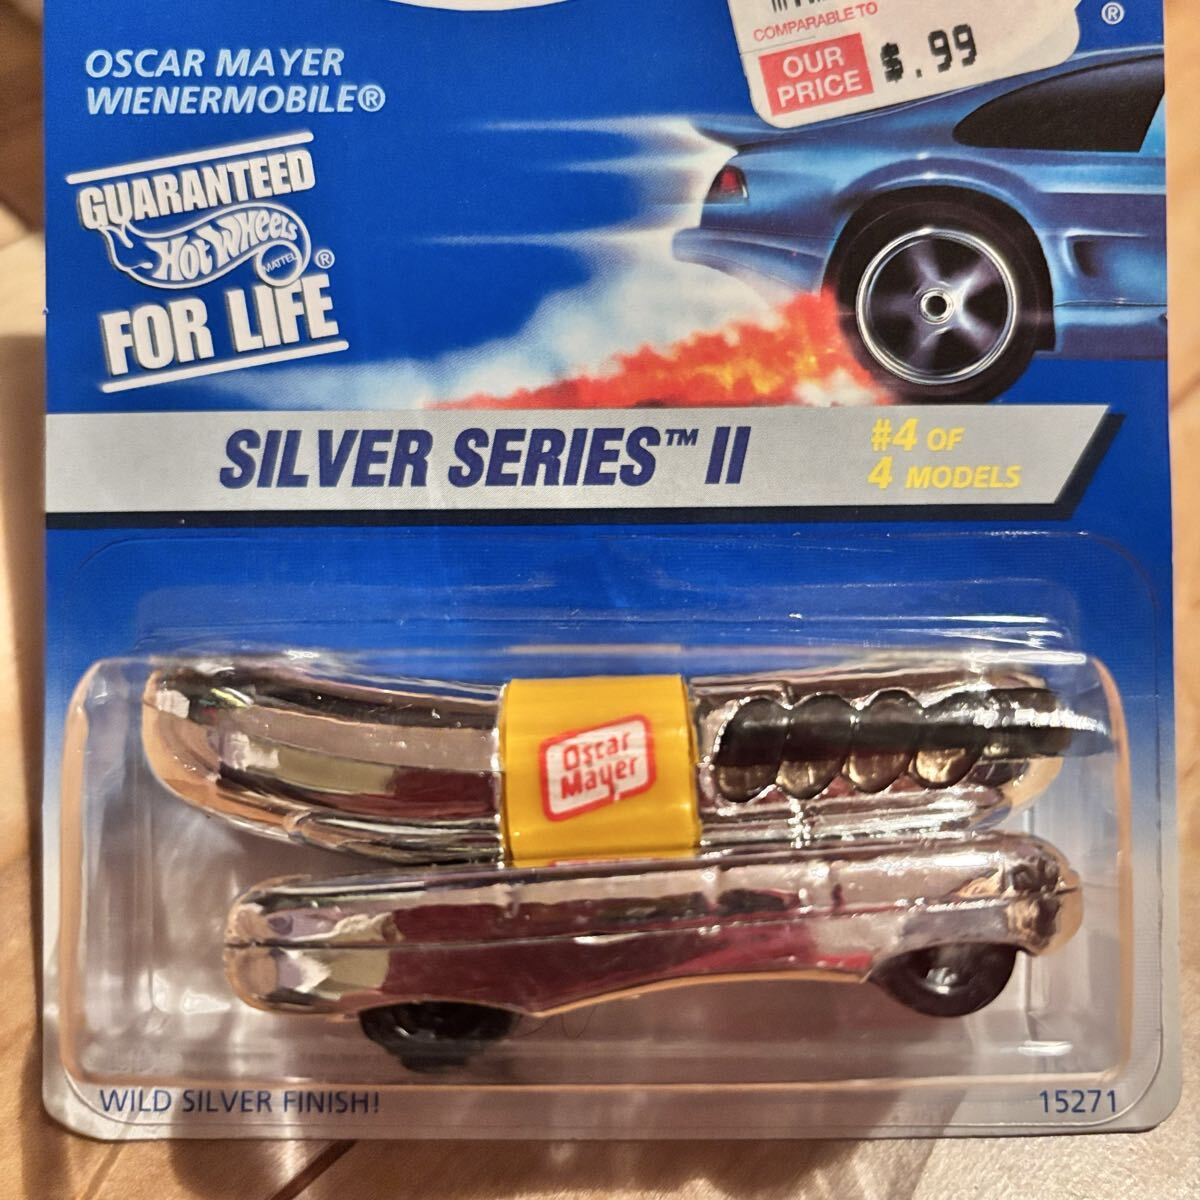 COMPARABLE TO
OUR
PRICE
$.99
®
OSCAR MAYER
WIENERMOBILE®
GUARANTEED
HOT WHEELS
MATTEL
®
FOR LIFE
SILVER SERIES™ II
#4 OF
4 MODELS
Oscar
Mayer
WILD SILVER FINISH!
15271